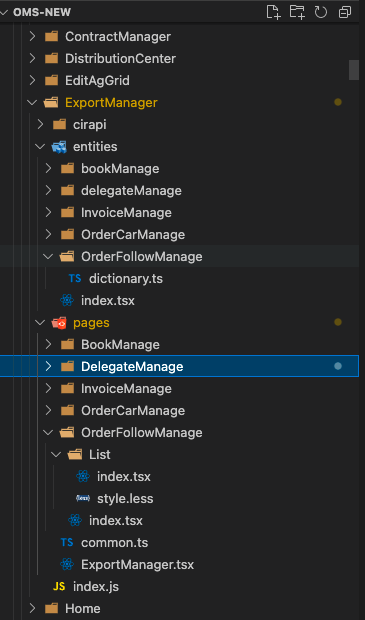 OMS-NEW
ContractManager
DistributionCenter
EditAgGrid
ExportManager
cirapi
entities
bookManage
delegateManage
InvoiceManage
OrderCarManage
OrderFollowManage
TS dictionary.ts
index.tsx
pages
BookManage
DelegateManage
InvoiceManage
OrderCarManage
OrderFollowManage
List
index.tsx
{less} style.less
index.tsx
TS common.ts
ExportManager.tsx
JS index.js
Home